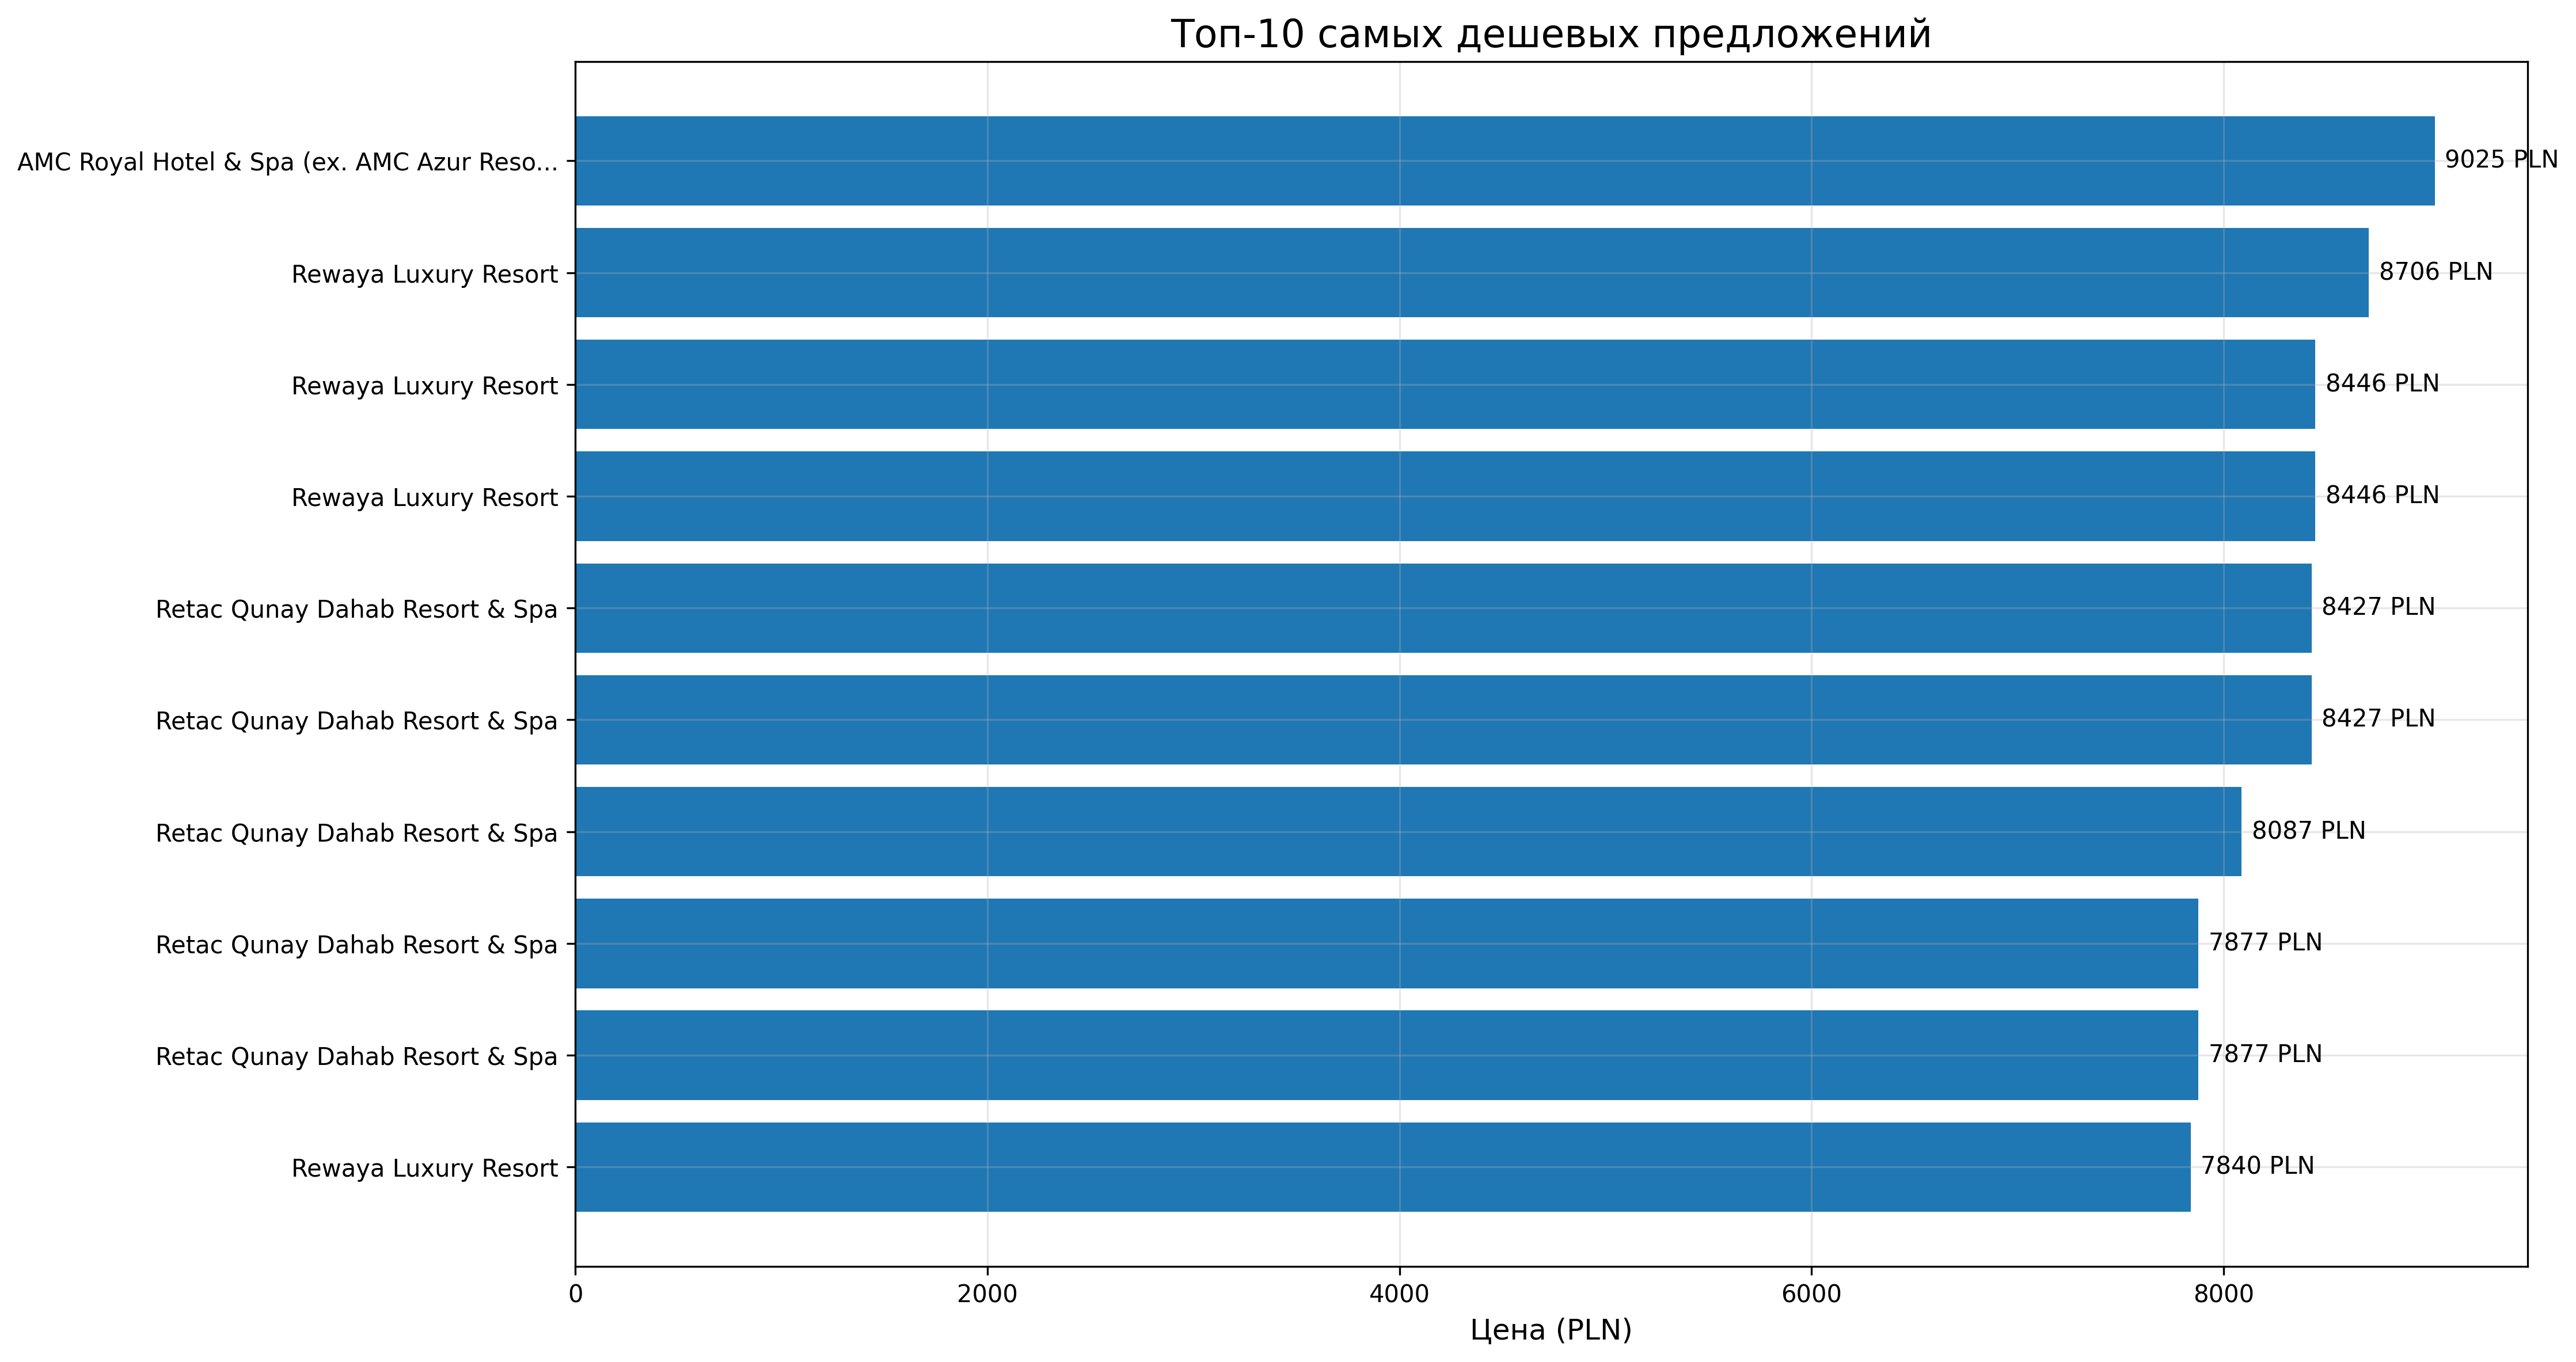 Топ-10 самых дешевых предложений
AMC Royal Hotel & Spa (ex. AMC Azur Reso... 9025 PLN
Rewaya Luxury Resort 8706 PLN
Rewaya Luxury Resort 8446 PLN
Rewaya Luxury Resort 8446 PLN
Retac Qunay Dahab Resort & Spa 8427 PLN
Retac Qunay Dahab Resort & Spa 8427 PLN
Retac Qunay Dahab Resort & Spa 8087 PLN
Retac Qunay Dahab Resort & Spa 7877 PLN
Retac Qunay Dahab Resort & Spa 7877 PLN
Rewaya Luxury Resort 7840 PLN
0 2000 4000 6000 8000
Цена (PLN)